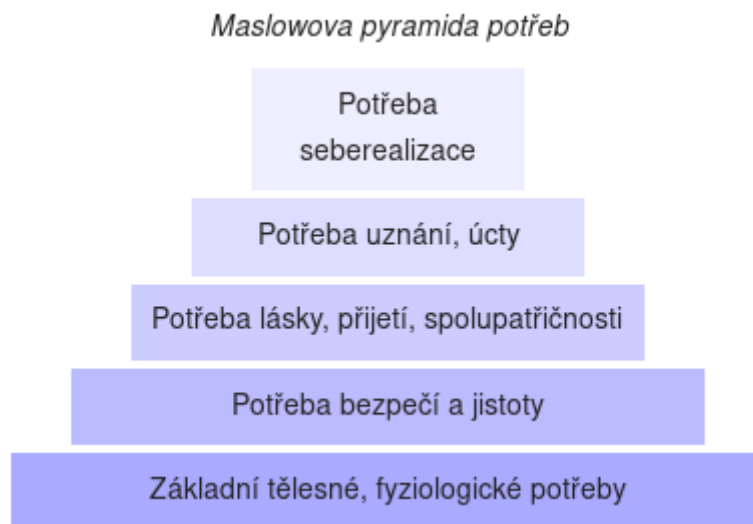 Maslowova pyramida potřeb
Potřeba
seberealizace
Potřeba uznání, úcty
Potřeba lásky, přijetí, spolupatřičnosti
Potřeba bezpečí a jistoty
Základní tělesné, fyziologické potřeby